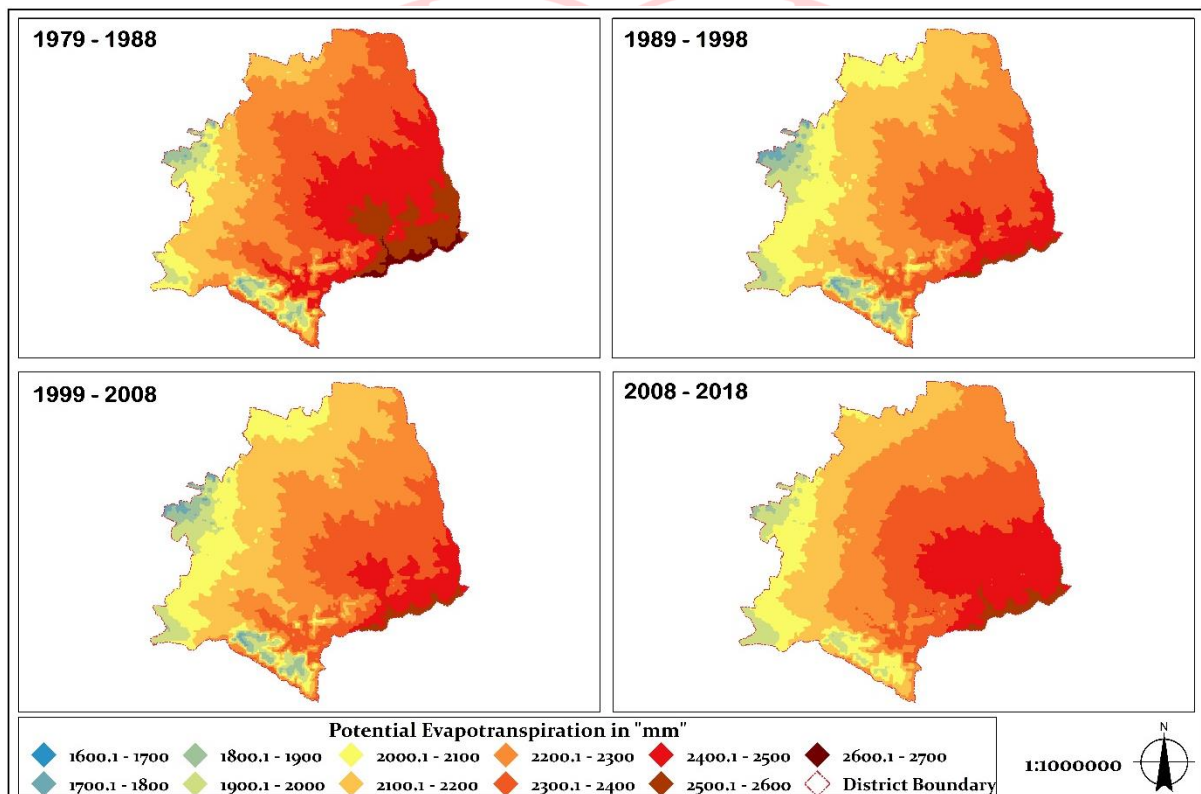 1979 - 1988
1989 - 1998
1999 - 2008
2008 - 2018
Potential Evapotranspiration in "mm"
1600.1 - 1700 1800.1 - 1900 2000.1 - 2100 2200.1 - 2300 2400.1 - 2500 2600.1 - 2700
1700.1 - 1800 1900.1 - 2000 2100.1 - 2200 2300.1 - 2400 2500.1 - 2600 District Boundary
1:1000000
N